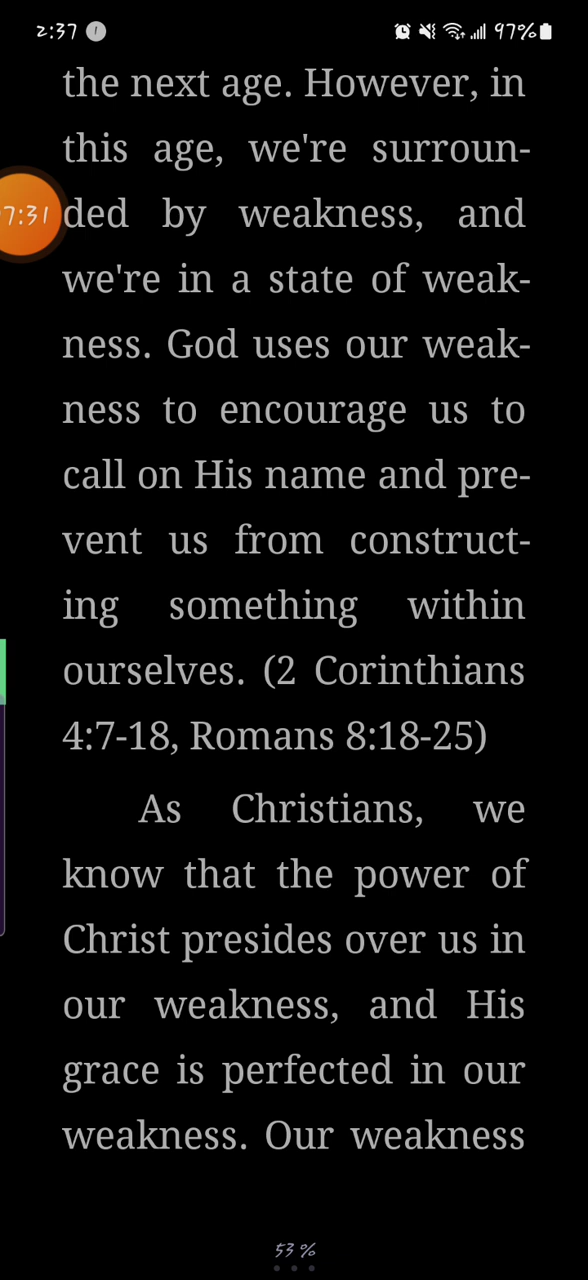 2:37
97%
the next age. However, in
this age, we're surroun-
7:31
ded by weakness, and
we're in a state of weak-
ness. God uses our weak-
ness to encourage us to
call on His name and pre-
vent us from construct-
ing something within
ourselves. (2 Corinthians
4:7-18, Romans 8:18-25)
As Christians, we
know that the power of
Christ presides over us in
our weakness, and His
grace is perfected in our
weakness. Our weakness
53%